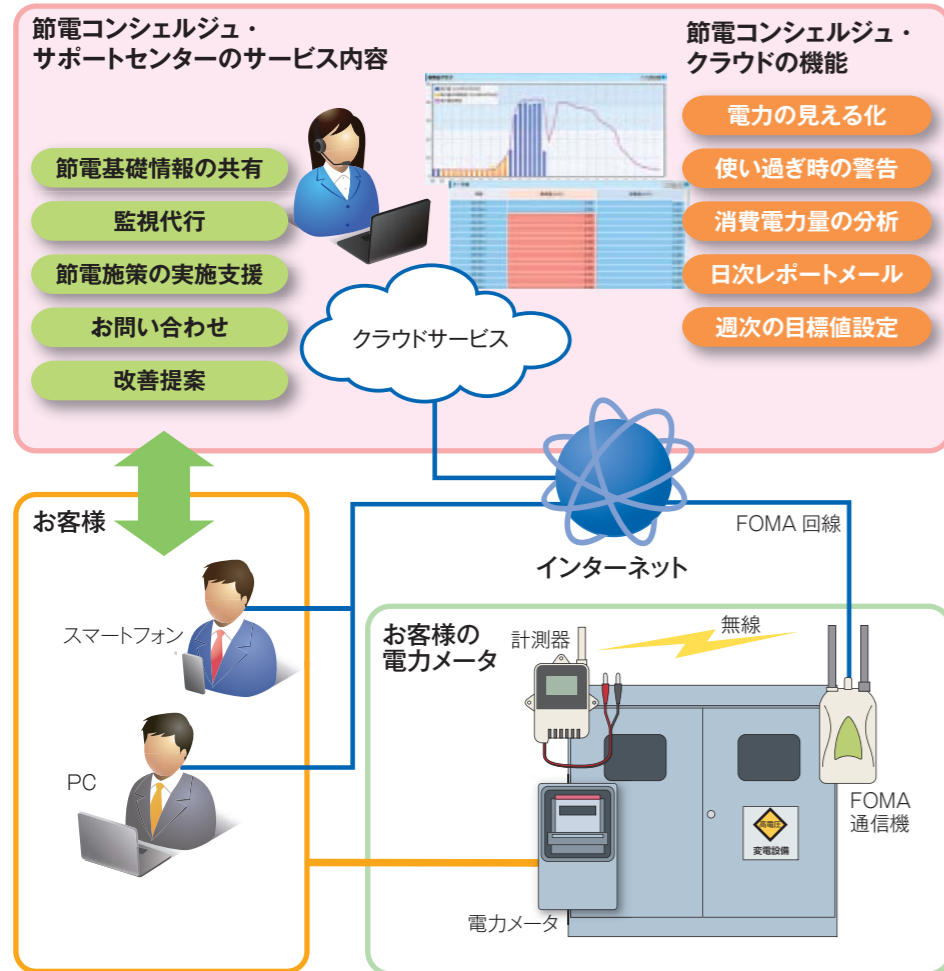 節電コンシェルジュ・
サポートセンターのサービス内容
節電基礎情報の共有
監視代行
節電施策の実施支援
お問い合わせ
改善提案
節電コンシェルジュ・
クラウドの機能
電力の見える化
使い過ぎ時の警告
消費電力量の分析
日次レポートメール
週次の目標値設定
クラウドサービス
インターネット
FOMA 回線
お客様
スマートフォン
PC
お客様の
電力メータ
計測器
無線
FOMA
通信機
高電圧
変電設備
電力メータ